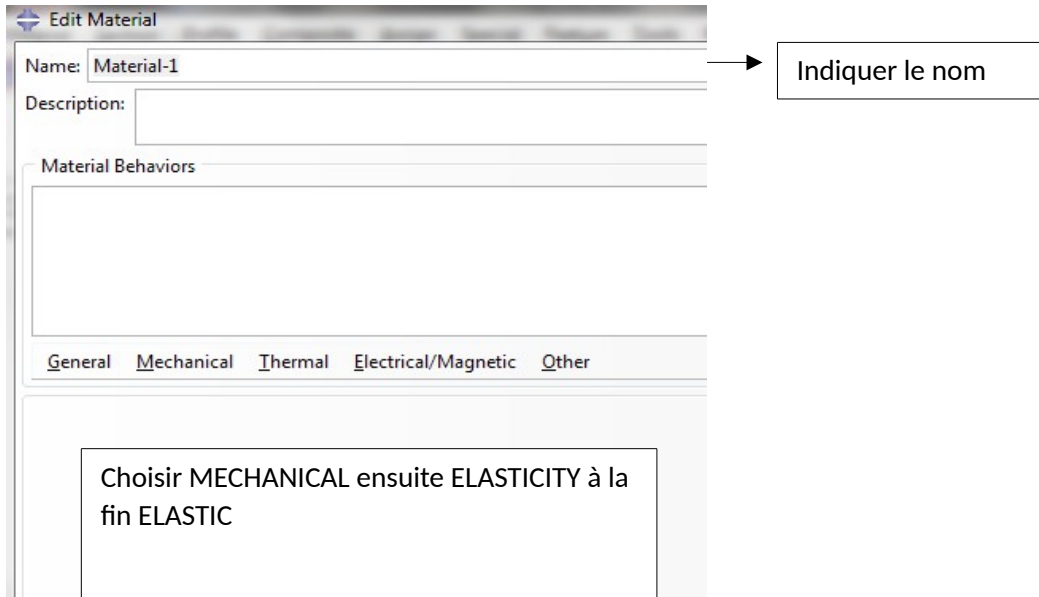 Edit Material
Name: Material-1
Indiquer le nom
Description:
Material Behaviors
General Mechanical Thermal Electrical/Magnetic Other
Choisir MECHANICAL ensuite ELASTICITY à la
fin ELASTIC